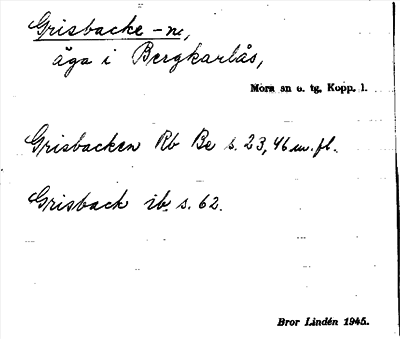 Grisbacke -n,
äga i Bergkarlås,
Mora sn o. tg, Kopp. l.
Grisbacken Rb Be s. 23, 46 m. fl.
Grisback ib. s. 62.
Bror Lindén 1945.